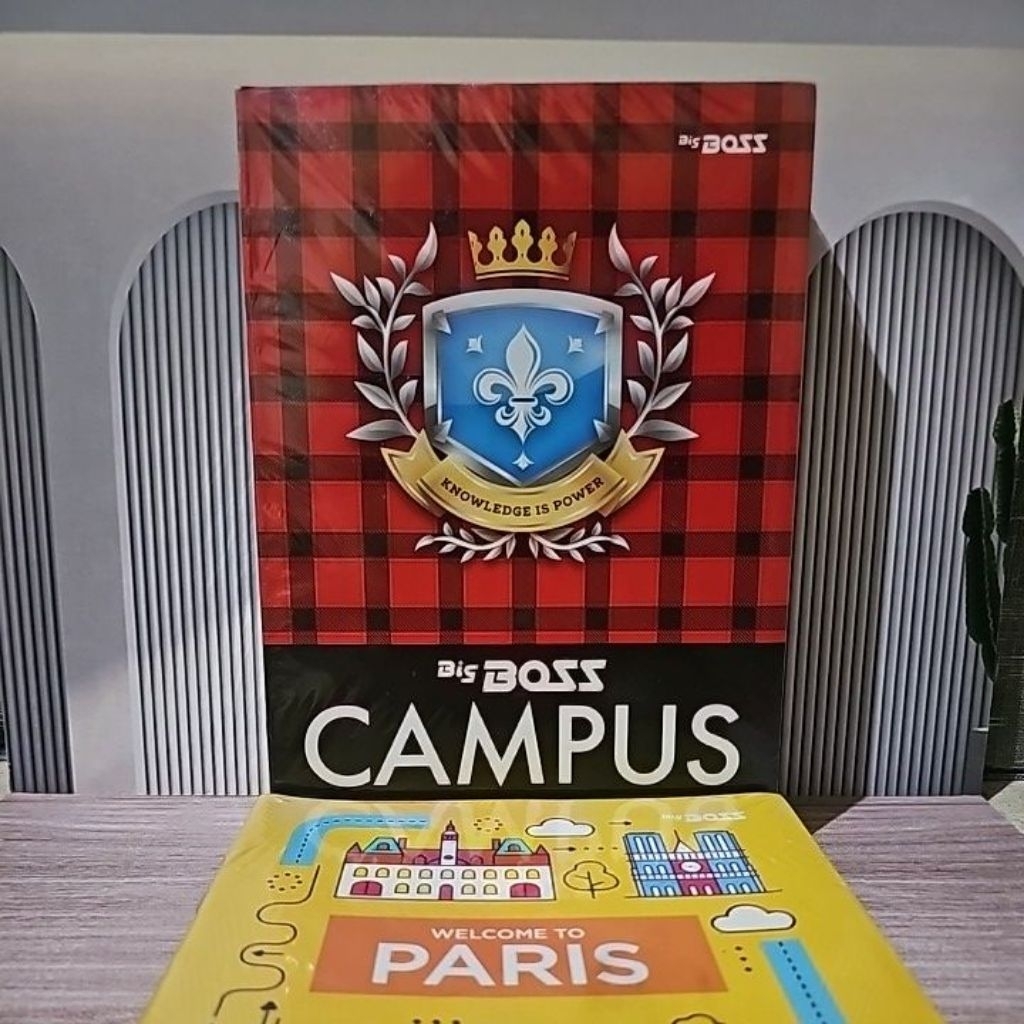 Big BOSS
KNOWLEDGE IS POWER
Big BOSS
CAMPUS
Big BOSS
WELCOME TO
PARIS